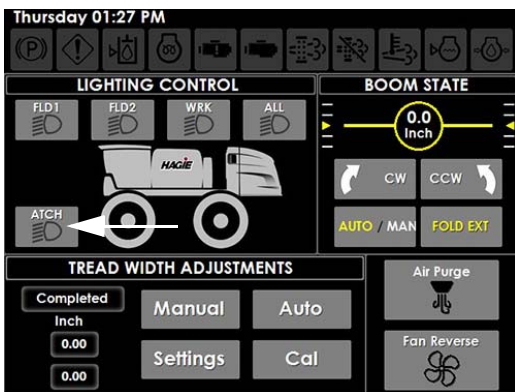 Thursday 01:27 PM
LIGHTING CONTROL
FLD1 FLD2 WRK ALL
HAGIE
ATCH
BOOM STATE
0.0
Inch
CW CCW
AUTO / MAN FOLD EXT
TREAD WIDTH ADJUSTMENTS
Completed
Inch
0.00
0.00
Manual Auto
Settings Cal
Air Purge
Fan Reverse